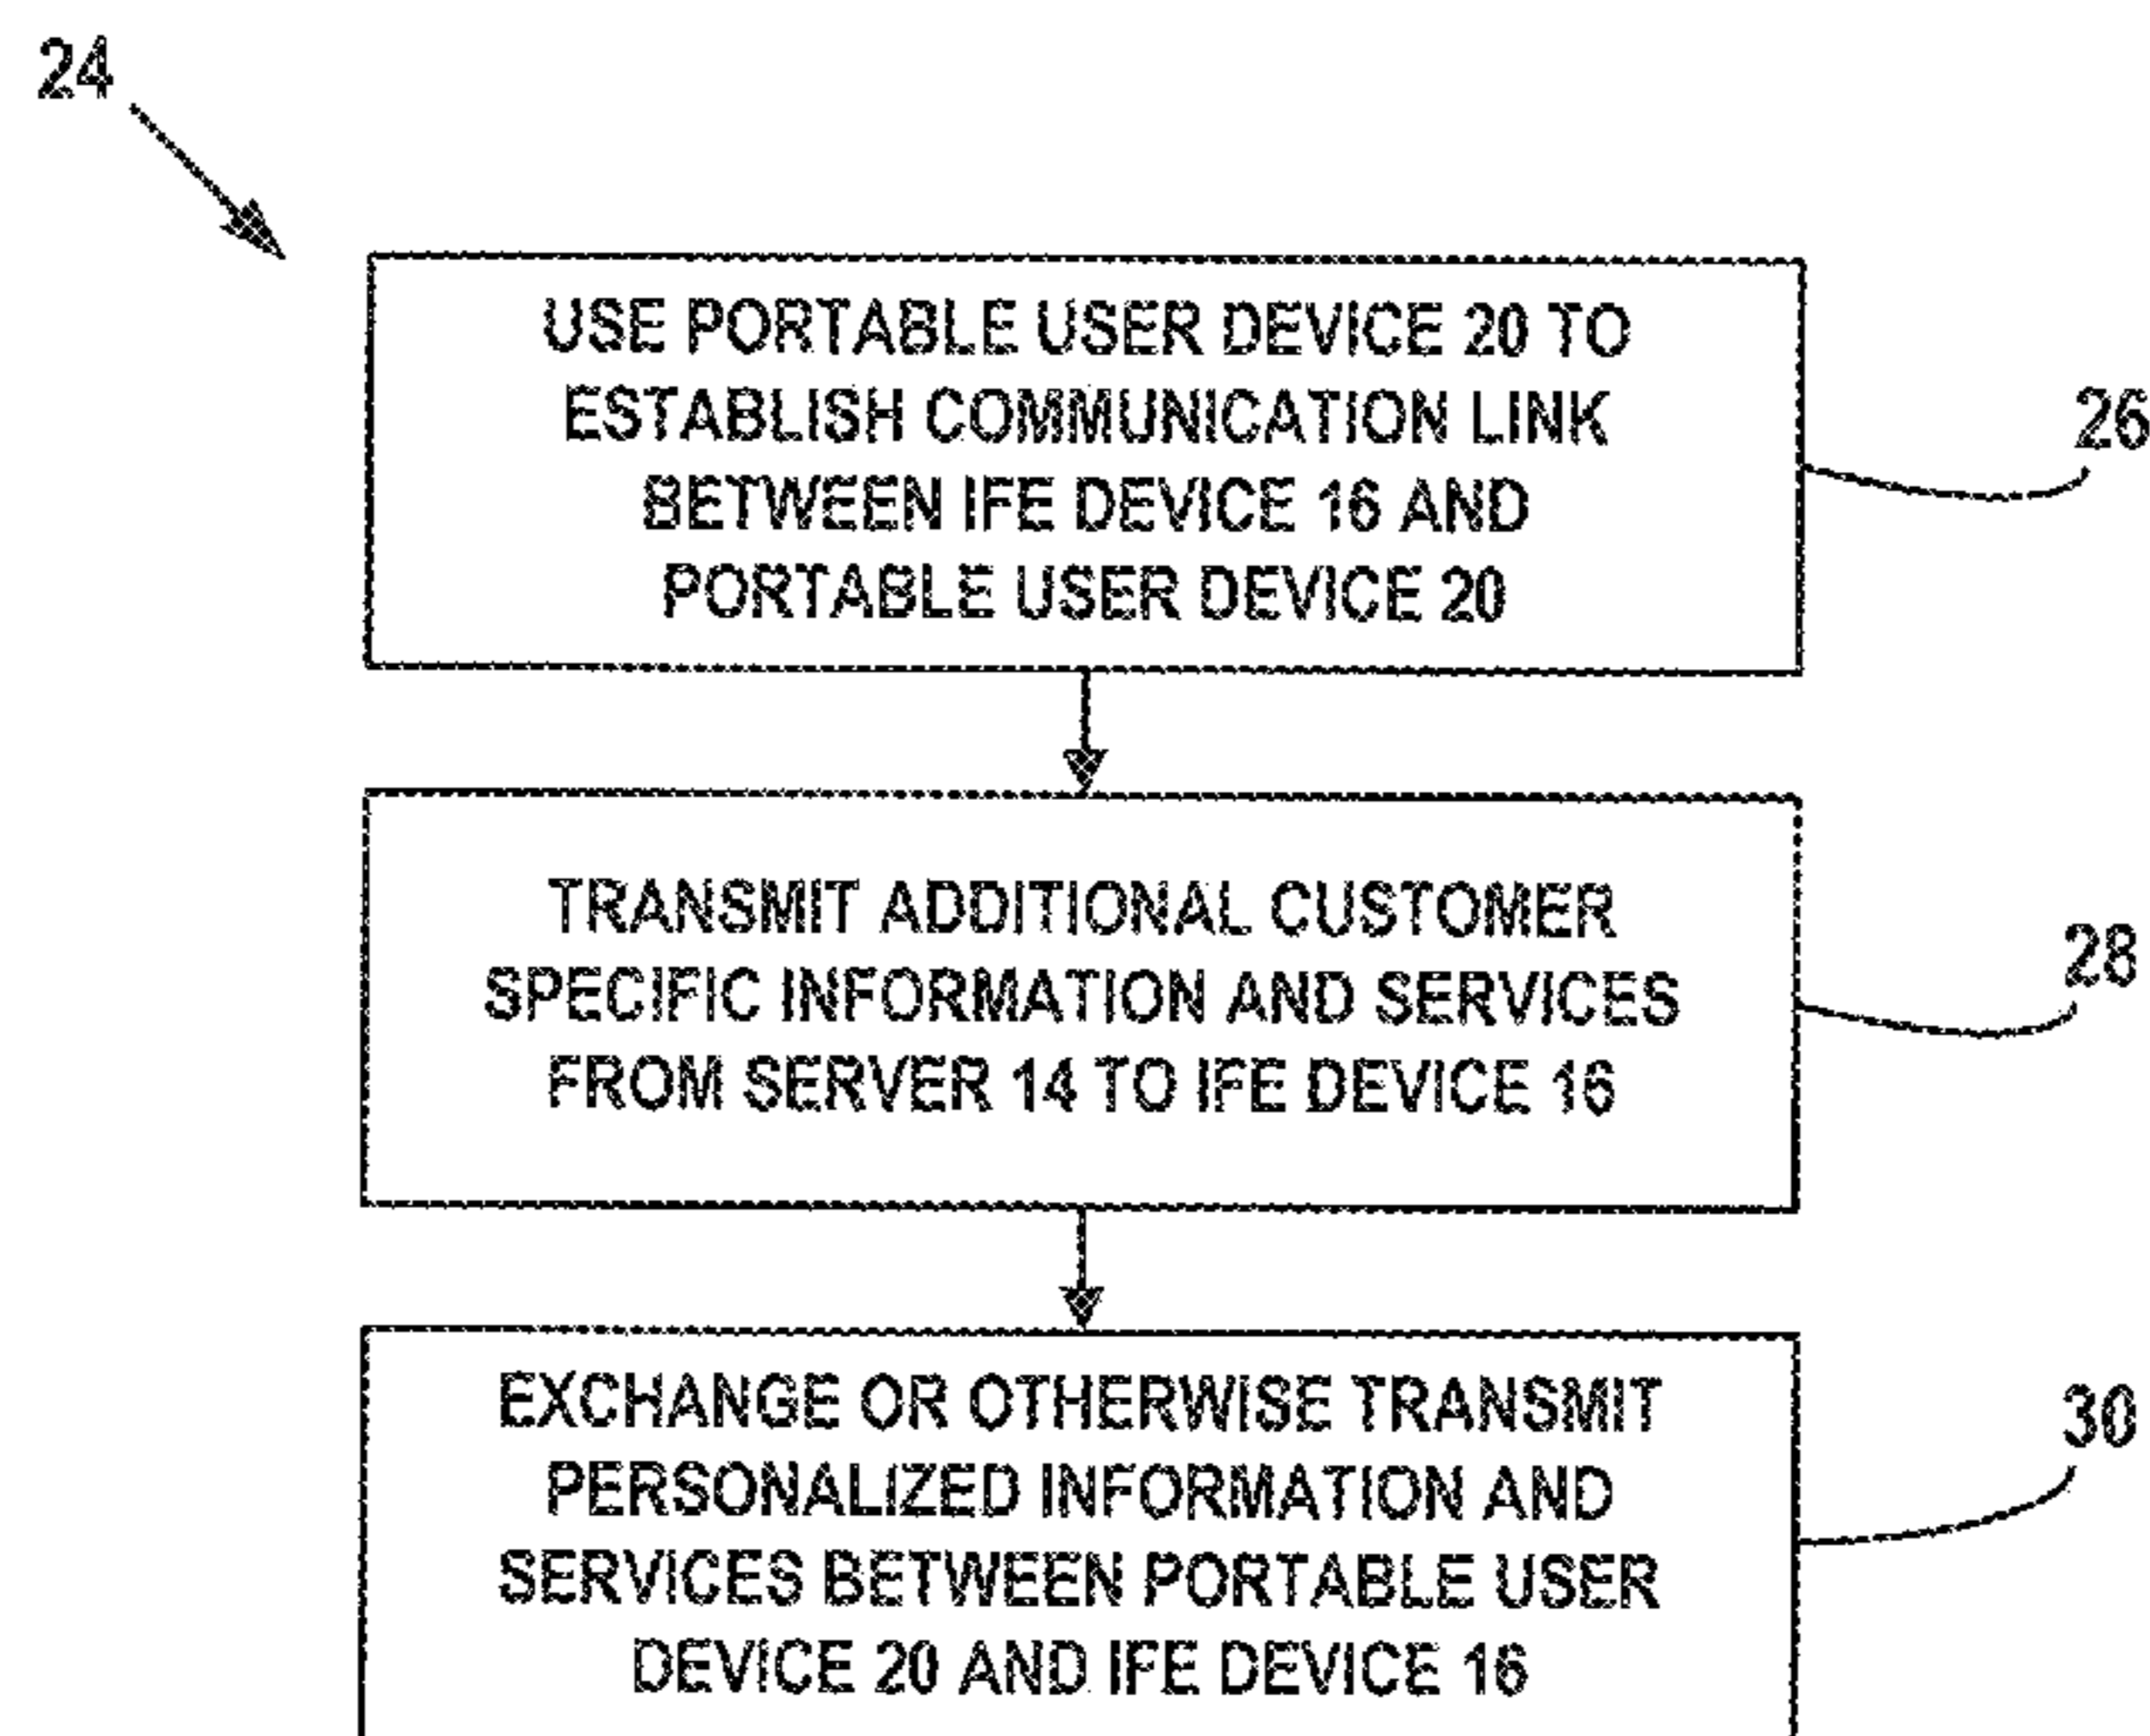 24
USE PORTABLE USER DEVICE 20 TO
ESTABLISH COMMUNICATION LINK
BETWEEN IFE DEVICE 16 AND
PORTABLE USER DEVICE 20
26
TRANSMIT ADDITIONAL CUSTOMER
SPECIFIC INFORMATION AND SERVICES
FROM SERVER 14 TO IFE DEVICE 16
28
EXCHANGE OR OTHERWISE TRANSMIT
PERSONALIZED INFORMATION AND
SERVICES BETWEEN PORTABLE USER
DEVICE 20 AND IFE DEVICE 16
30